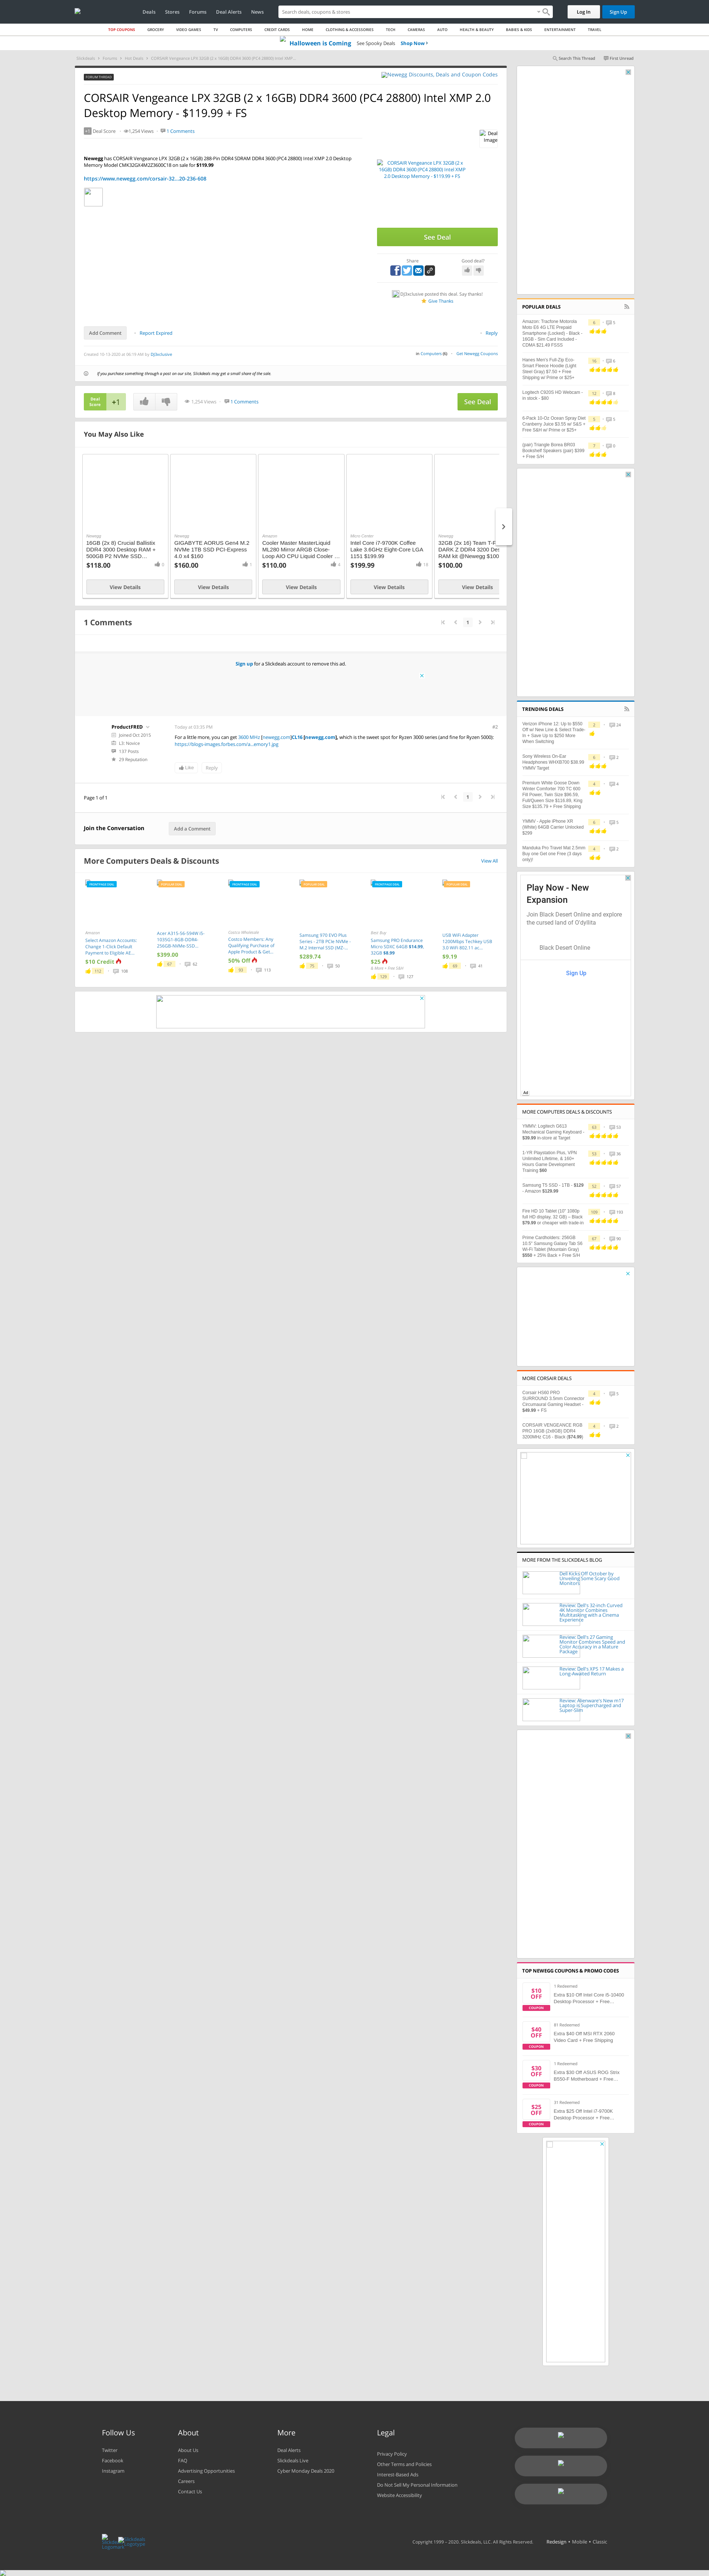 Deals
Stores
Forums
Deal Alerts
News
Search deals, coupons & stores
Log In
Sign Up
TOP COUPONS
GROCERY
VIDEO GAMES
TV
COMPUTERS
CREDIT CARDS
HOME
CLOTHING & ACCESSORIES
TECH
CAMERAS
AUTO
HEALTH & BEAUTY
BABIES & KIDS
ENTERTAINMENT
TRAVEL
Halloween is Coming See Spooky Deals Shop Now
Slickdeals
Forums
Hot Deals
CORSAIR Vengeance LPX 32GB (2 x 16GB) DDR4 3600 (PC4 28800) Intel XMP...
Search This Thread
First Unread
FORUM THREAD
Newegg Discounts, Deals and Coupon Codes
CORSAIR Vengeance LPX 32GB (2 x 16GB) DDR4 3600 (PC4 28800) Intel XMP 2.0 Desktop Memory - $119.99 + FS
+1 Deal Score
1,254 Views
1 Comments
Deal Image
Newegg has CORSAIR Vengeance LPX 32GB (2 x 16GB) 288-Pin DDR4 SDRAM DDR4 3600 (PC4 28800) Intel XMP 2.0 Desktop
Memory Model CMK32GX4M2Z3600C18 on sale for $119.99
https://www.newegg.com/corsair-32...20-236-608
CORSAIR Vengeance LPX 32GB (2 x
16GB) DDR4 3600 (PC4 28800) Intel XMP
2.0 Desktop Memory - $119.99 + FS
See Deal
Share
Good deal?
DJ3xclusive posted this deal. Say thanks!
Give Thanks
Add Comment
Report Expired
Reply
Created 10-13-2020 at 06:19 AM by DJ3xclusive
in Computers (6)
Get Newegg Coupons
If you purchase something through a post on our site, Slickdeals may get a small share of the sale.
Deal Score +1
1,254 Views
1 Comments
See Deal
You May Also Like
Newegg
16GB (2x 8) Crucial Ballistix
DDR4 3000 Desktop RAM +
500GB P2 NVMe SSD...
$118.00
View Details
Newegg
GIGABYTE AORUS Gen4 M.2
NVMe 1TB SSD PCI-Express
4.0 x4 $160
$160.00
View Details
Amazon
Cooler Master MasterLiquid
ML280 Mirror ARGB Close-
Loop AIO CPU Liquid Cooler ...
$110.00
View Details
Micro Center
Intel Core i7-9700K Coffee
Lake 3.6GHz Eight-Core LGA
1151 $199.99
$199.99
View Details
Newegg
32GB (2x 16) Team T-F
DARK Z DDR4 3200 Des
RAM kit @Newegg $100
$100.00
View Details
1 Comments
1
Sign up for a Slickdeals account to remove this ad.
ProductFRED
Joined Oct 2015
L3: Novice
137 Posts
29 Reputation
Today at 03:35 PM
#2
For a little more, you can get 3600 MHz [newegg.com]CL16 [newegg.com], which is the sweet spot for Ryzen 3000 series (and fine for Ryzen 5000):
https://blogs-images.forbes.com/a...emory1.jpg
Like
Reply
Page 1 of 1
1
Join the Conversation
Add a Comment
More Computers Deals & Discounts
View All
FRONTPAGE DEAL
Amazon
Select Amazon Accounts:
Change 1-Click Default
Payment to Eligible AE...
$10 Credit
112
108
POPULAR DEAL
Acer A315-56-594W i5-
1035G1 8GB DDR4
256GB NVMe SSD...
$399.00
67
62
FRONTPAGE DEAL
Costco Wholesale
Costco Members: Any
Qualifying Purchase of
Apple Product & Get...
50% Off
93
113
POPULAR DEAL
Samsung 970 EVO Plus
Series - 2TB PCIe NVMe -
M.2 Internal SSD (MZ-...
$289.74
75
50
FRONTPAGE DEAL
Best Buy
Samsung PRO Endurance
Micro SDXC 64GB $14.99,
32GB $8.99
$25
& More + Free S&H
129
127
POPULAR DEAL
USB WiFi Adapter
1200Mbps Techkey USB
3.0 WiFi 802.11 ac...
$9.19
69
41
POPULAR DEALS
Amazon: Tracfone Motorola
Moto E6 4G LTE Prepaid
Smartphone (Locked) - Black -
16GB - Sim Card Included -
CDMA $21.49 FSSS
Hanes Men's Full-Zip Eco-
Smart Fleece Hoodie (Light
Steel Gray) $7.50 + Free
Shipping w/ Prime or $25+
Logitech C920S HD Webcam -
in stock - $60
6-Pack 10-Oz Ocean Spray Diet
Cranberry Juice $3.55 w/ S&S +
Free S&H w/ Prime or $25+
(pair) Triangle Borea BR03
Bookshelf Speakers (pair) $399
+ Free S/H
TRENDING DEALS
Verizon iPhone 12: Up to $550
Off w/ New Line & Select Trade-
In + Save Up to $250 More
When Switching
Sony Wireless On-Ear
Headphones WHXB700 $38.99
YMMV Target
Premium White Goose Down
Winter Comforter 700 TC 600
Fill Power, Twin Size $96.59,
Full/Queen Size $116.99, King
Size $135.79 + Free Shipping
YMMV - Apple iPhone XR
(White) 64GB Carrier Unlocked
$299
Manduka Pro Travel Mat 2.5mm
Buy one Get one Free (3 days
only)!
Play Now - New Expansion
Join Black Desert Online and explore
the cursed land of O'dyllita
Black Desert Online
Sign Up
Ad
MORE COMPUTERS DEALS & DISCOUNTS
YMMV: Logitech G613
Mechanical Gaming Keyboard -
$39.99 in-store at Target
1-YR Playstation Plus, VPN
Unlimited Lifetime, & 160+
Hours Game Development
Training $66
Samsung T5 SSD - 1TB - $129
- Amazon $129.99
Fire HD 10 Tablet (10" 1080p
full HD display, 32 GB) – Black
$79.99 or cheaper with trade-in
Prime Cardholders: 256GB
10.5" Samsung Galaxy Tab S6
Wi-Fi Tablet (Mountain Gray)
$550 + 25% Back + Free S/H
MORE CORSAIR DEALS
Corsair HS60 PRO
SURROUND 3.5mm Connector
Circumaural Gaming Headset -
$49.99 + FS
CORSAIR VENGEANCE RGB
PRO 16GB (2x8GB) DDR4
3200MHz C16 - Black ($74.99)
MORE FROM THE SLICKDEALS BLOG
Dell Kicks Off October by
Unveiling Some Scary Good
Monitors
Review: Dell's 32-inch Curved
4K Monitor Combines
Multitasking with a Cinema
Experience
Review: Dell's 27 Gaming
Monitor Combines Speed and
Color Accuracy in a Mature
Package
Review: Dell's XPS 17 Makes a
Long-Awaited Return
Review: Alienware's New m17
Laptop is Supercharged and
Super-Slim
TOP NEWEGG COUPONS & PROMO CODES
$10 OFF
COUPON
1 Redeemed
Extra $10 Off Intel Core i5-10400
Desktop Processor + Free...
$40 OFF
COUPON
81 Redeemed
Extra $40 Off MSI RTX 2060
Video Card + Free Shipping
$30 OFF
COUPON
1 Redeemed
Extra $30 Off ASUS ROG Strix
B550-F Motherboard + Free...
$25 OFF
COUPON
31 Redeemed
Extra $25 Off Intel i7-9700K
Desktop Processor + Free...
Follow Us
Twitter
Facebook
Instagram
About
About Us
FAQ
Advertising Opportunities
Careers
Contact Us
More
Deal Alerts
Slickdeals Live
Cyber Monday Deals 2020
Legal
Privacy Policy
Other Terms and Policies
Interest Based Ads
Do Not Sell My Personal Information
Website Accessibility
Copyright 1999 - 2020. Slickdeals, LLC. All Rights Reserved.
Redesign • Mobile • Classic